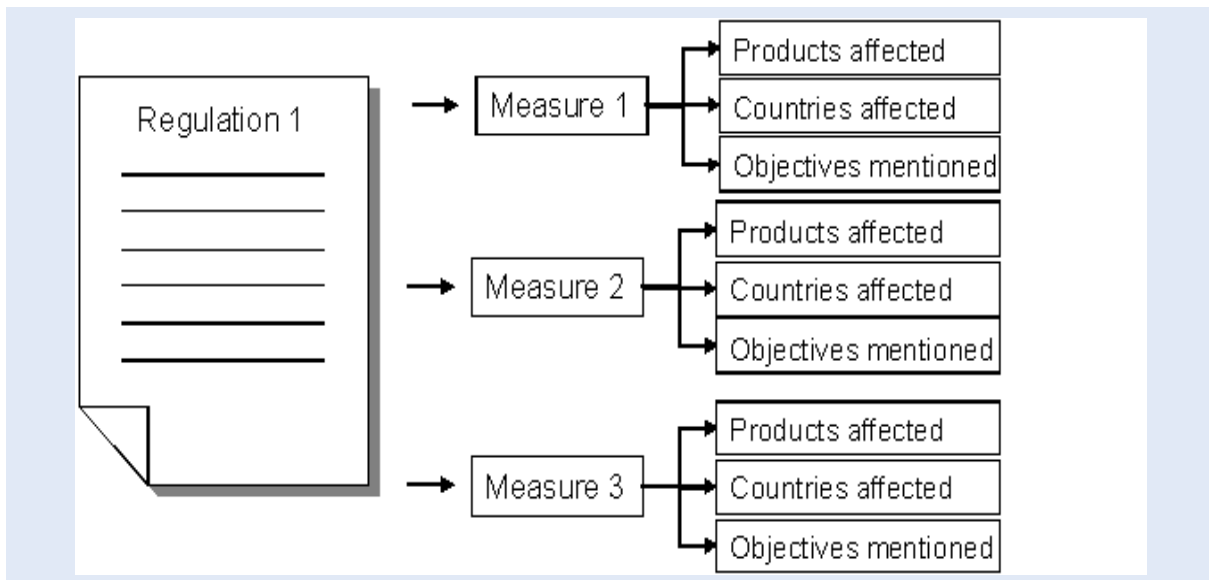 Regulation 1
Measure 1
Products affected
Countries affected
Objectives mentioned
Measure 2
Products affected
Countries affected
Objectives mentioned
Measure 3
Products affected
Countries affected
Objectives mentioned